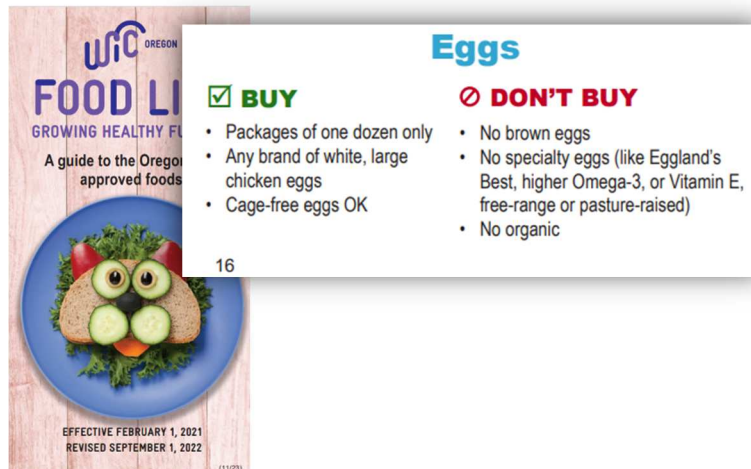 WIC OREGON
FOOD LI
GROWING HEALTHY FU
A guide to the Orego
approved foods
EFFECTIVE FEBRUARY 1, 2021
REVISED SEPTEMBER 1, 2022
(11/22)
Eggs
☑ BUY
• Packages of one dozen only
• Any brand of white, large
chicken eggs
• Cage-free eggs OK
⊘ DON'T BUY
• No brown eggs
• No specialty eggs (like Eggland's
Best, higher Omega-3, or Vitamin E,
free-range or pasture-raised)
• No organic
16